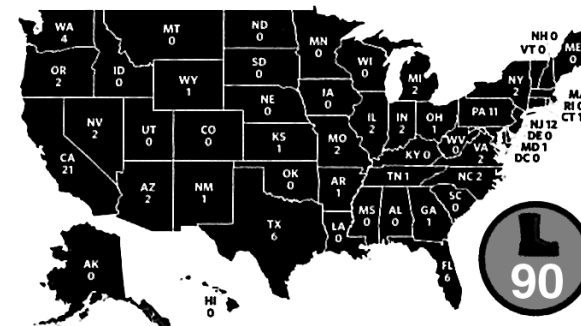 WA
4
MT
0
ND
0
MN
0
NH 0
VT 0
ME
0
OR
2
ID
0
WY
1
SD
0
WI
0
MI
2
NY
2
MA
RI 0
CT 1
NV
2
UT
0
CO
0
NE
0
IA
0
IL
2
IN
2
OH
1
PA 11
NJ 12
DE 0
MD 1
DC 0
CA
21
KS
1
MO
2
KY 0
WV
0
VA
2
AZ
2
NM
1
OK
0
AR
1
TN 1
NC 2
SC
0
TX
6
LA
0
MS
0
AL
0
GA
1
FL
6
AK
0
HI
0
90